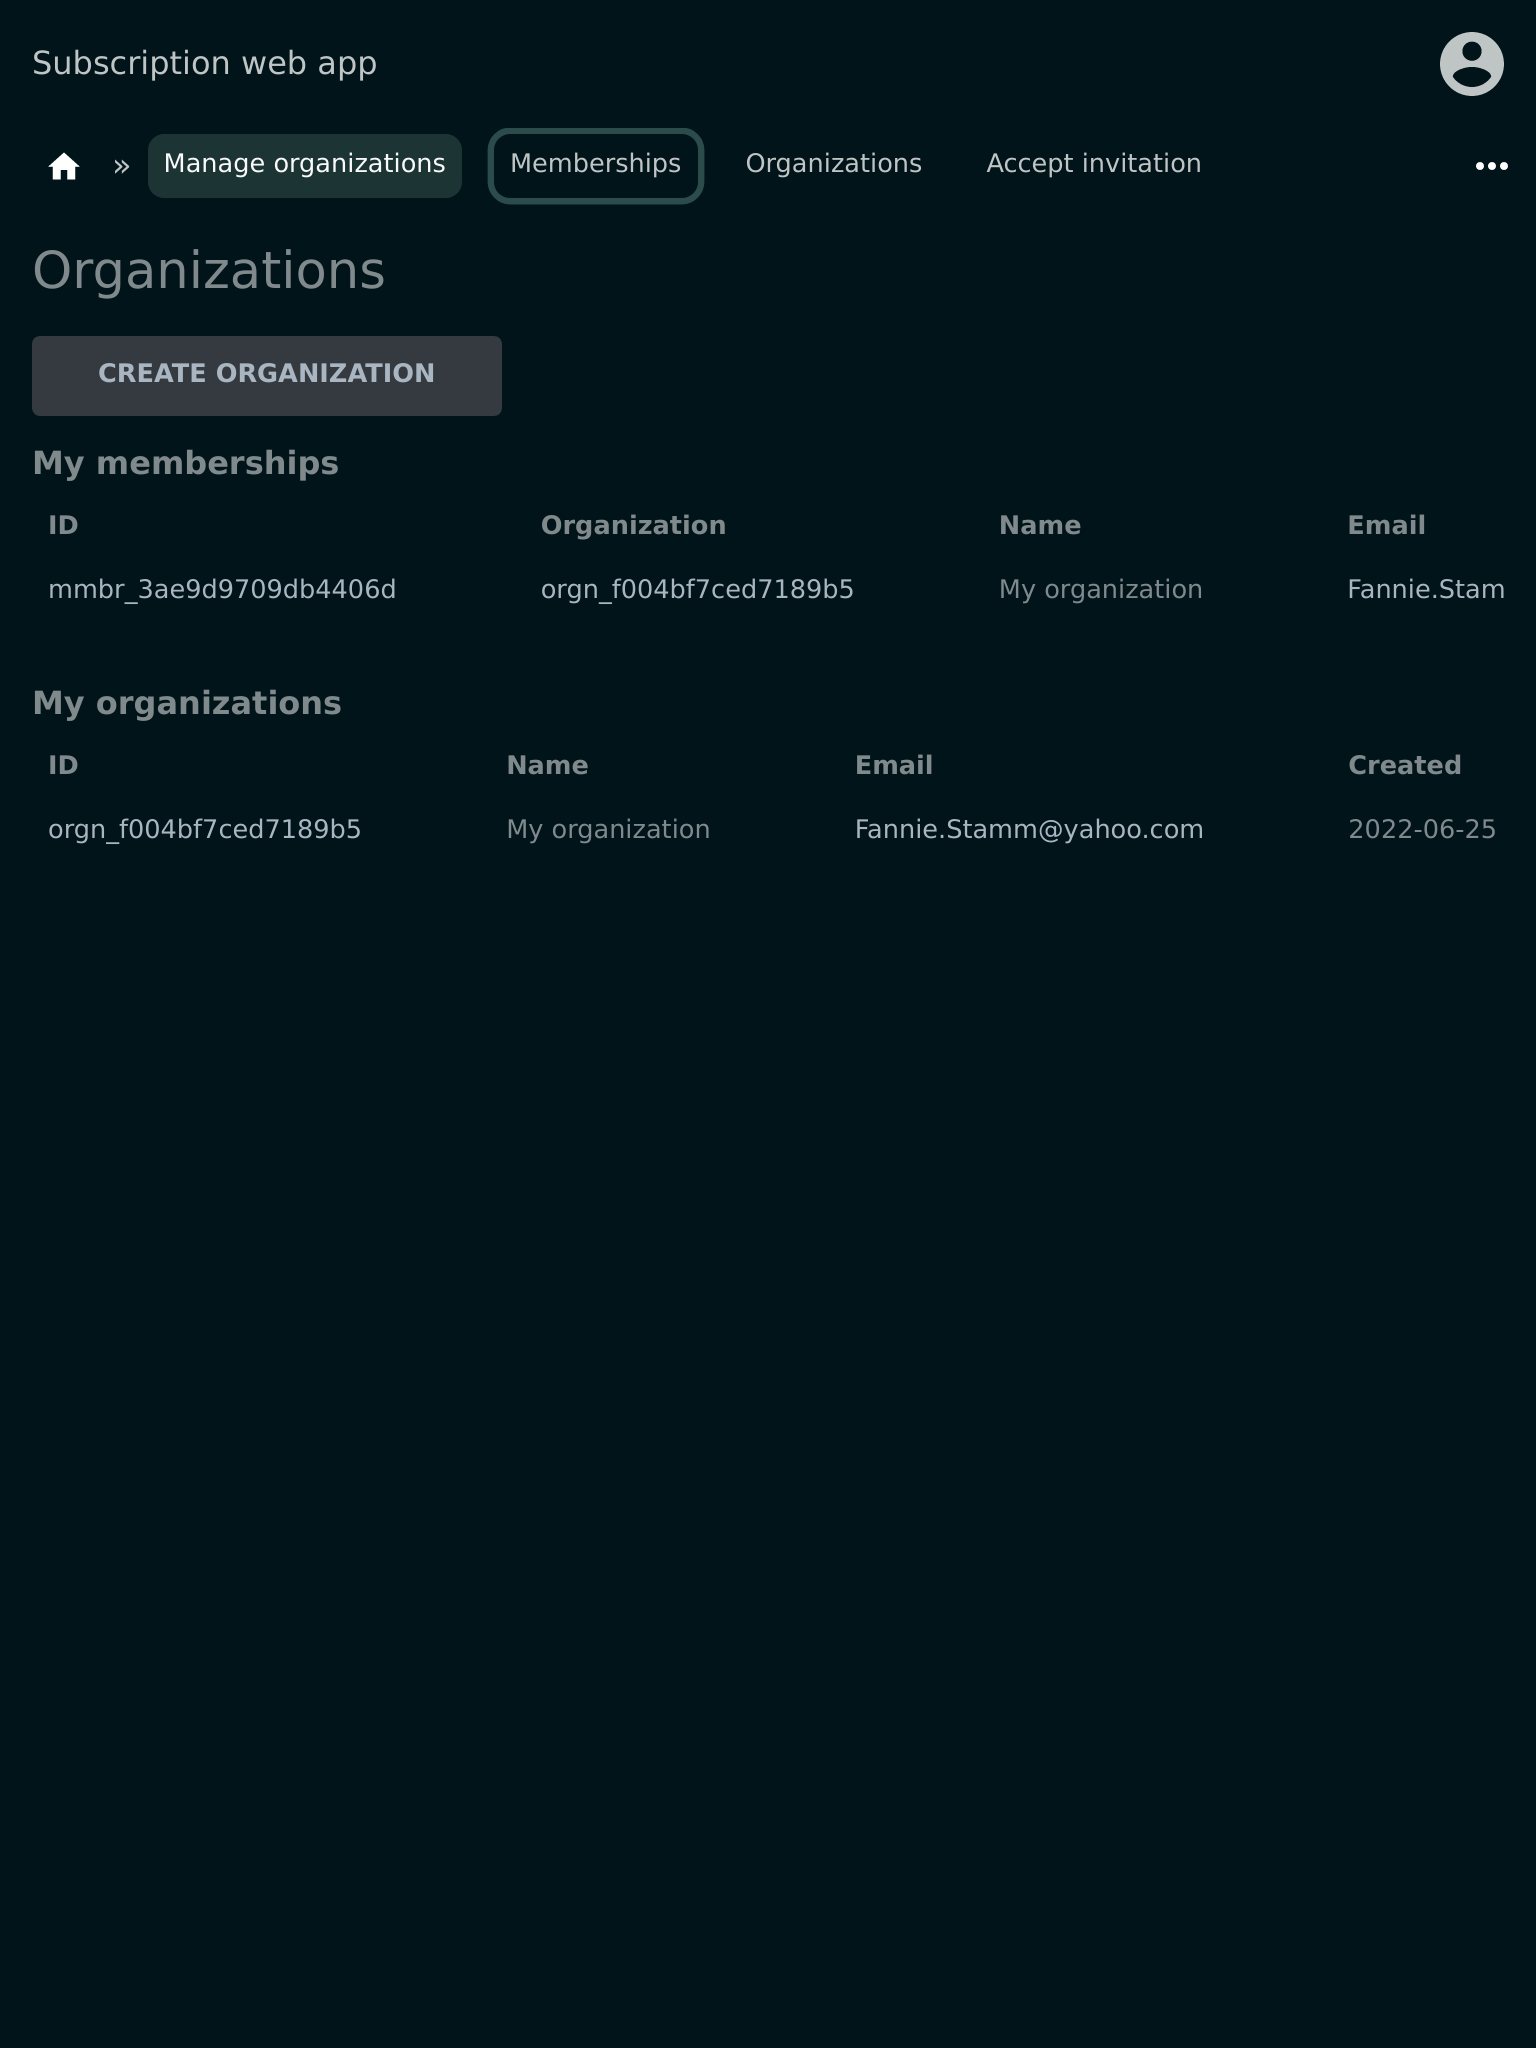 Subscription web app
» Manage organizations Memberships Organizations Accept invitation
Organizations
CREATE ORGANIZATION
My memberships
ID Organization Name Email
mmbr_3ae9d9709db4406d orgn_f004bf7ced7189b5 My organization Fannie.Stam
My organizations
ID Name Email Created
orgn_f004bf7ced7189b5 My organization Fannie.Stamm@yahoo.com 2022-06-25